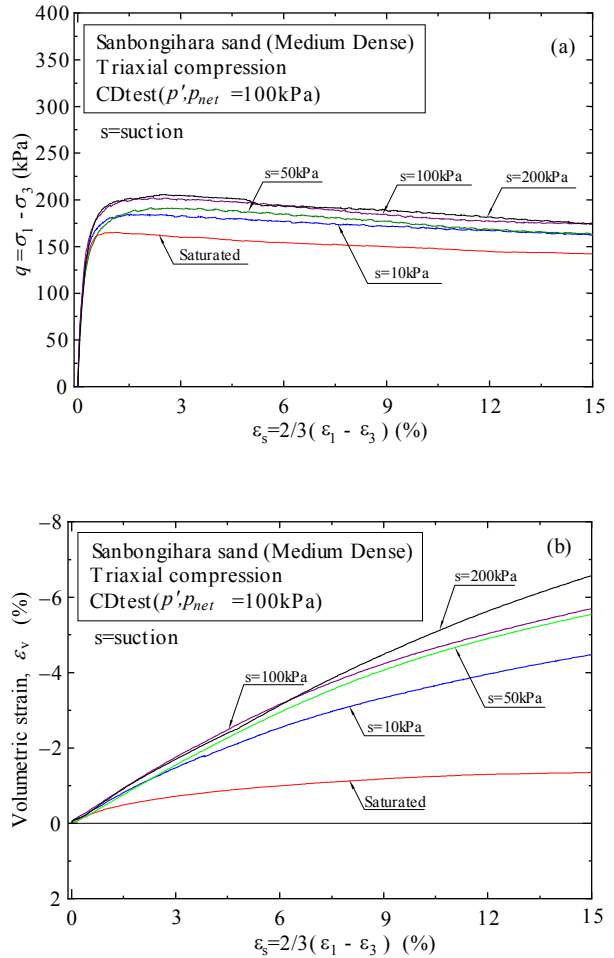 400
350
300
250
200
150
100
50
0
q = σ1 - σ3 (kPa)
Sanbongihara sand (Medium Dense)
Triaxial compression
CDtest(p',pnet =100kPa)
s=suction
(a)
s=50kPa
s=100kPa
s=200kPa
Saturated
s=10kPa
0 3 6 9 12 15
εs=2/3( ε1 - ε3 ) (%)
−8
−6
−4
−2
0
2
Volumetric strain, εv (%)
Sanbongihara sand (Medium Dense)
Triaxial compression
CDtest(p',pnet =100kPa)
s=suction
(b)
s=200kPa
s=100kPa
s=50kPa
s=10kPa
Saturated
0 3 6 9 12 15
εs=2/3( ε1 - ε3 ) (%)